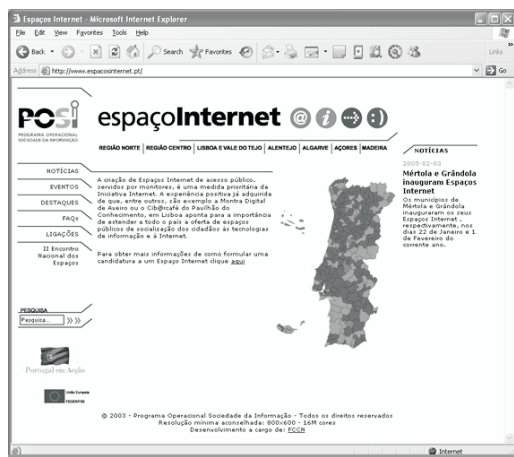 Espaços Internet - Microsoft Internet Explorer
File Edit View Favorites Tools Help
Back Search Favorites Links
Address http://www.espacosinternet.pt/ Go
POSI
PROGRAMA OPERACIONAL
SOCIEDADE DA INFORMAÇÃO
espaçoInternet @ i :)
REGIÃO NORTE REGIÃO CENTRO LISBOA E VALE DO TEJO ALENTEJO ALGARVE AÇORES MADEIRA
NOTÍCIAS
EVENTOS
DESTAQUES
FAQs
LIGAÇÕES
II Encontro
Nacional dos
Espaços
PESQUISA
Pesquisa...
Portugal em Acção
União Europeia
FEDER/FSE
A criação de Espaços Internet de acesso público,
servidos por monitores, é uma medida prioritária da
Iniciativa Internet. A experiência positiva já adquirida
de que, entre outros, são exemplo a Montra Digital
de Aveiro ou o Cib@rcafé do Pavilhão do
Conhecimento, em Lisboa aponta para a importância
de estender a todo o país a oferta de espaços
públicos de socialização dos cidadãos às tecnologias
de informação e à Internet.
Para obter mais informações de como formular uma
candidatura a um Espaço Internet clique aqui
NOTÍCIAS
2005-02-03
Mértola e Grândola
inauguram Espaços
Internet
Os municípios de
Mértola e Grândola
inauguraram os seus
Espaços Internet ,
respectivamente, nos
dias 22 de Janeiro e 1
de Fevereiro do
corrente ano.
© 2003 - Programa Operacional Sociedade da Informação - Todos os direitos reservados
Resolução mínima aconselhada: 800x600 - 16M cores
Desenvolvimento a cargo de: FCCN
Internet